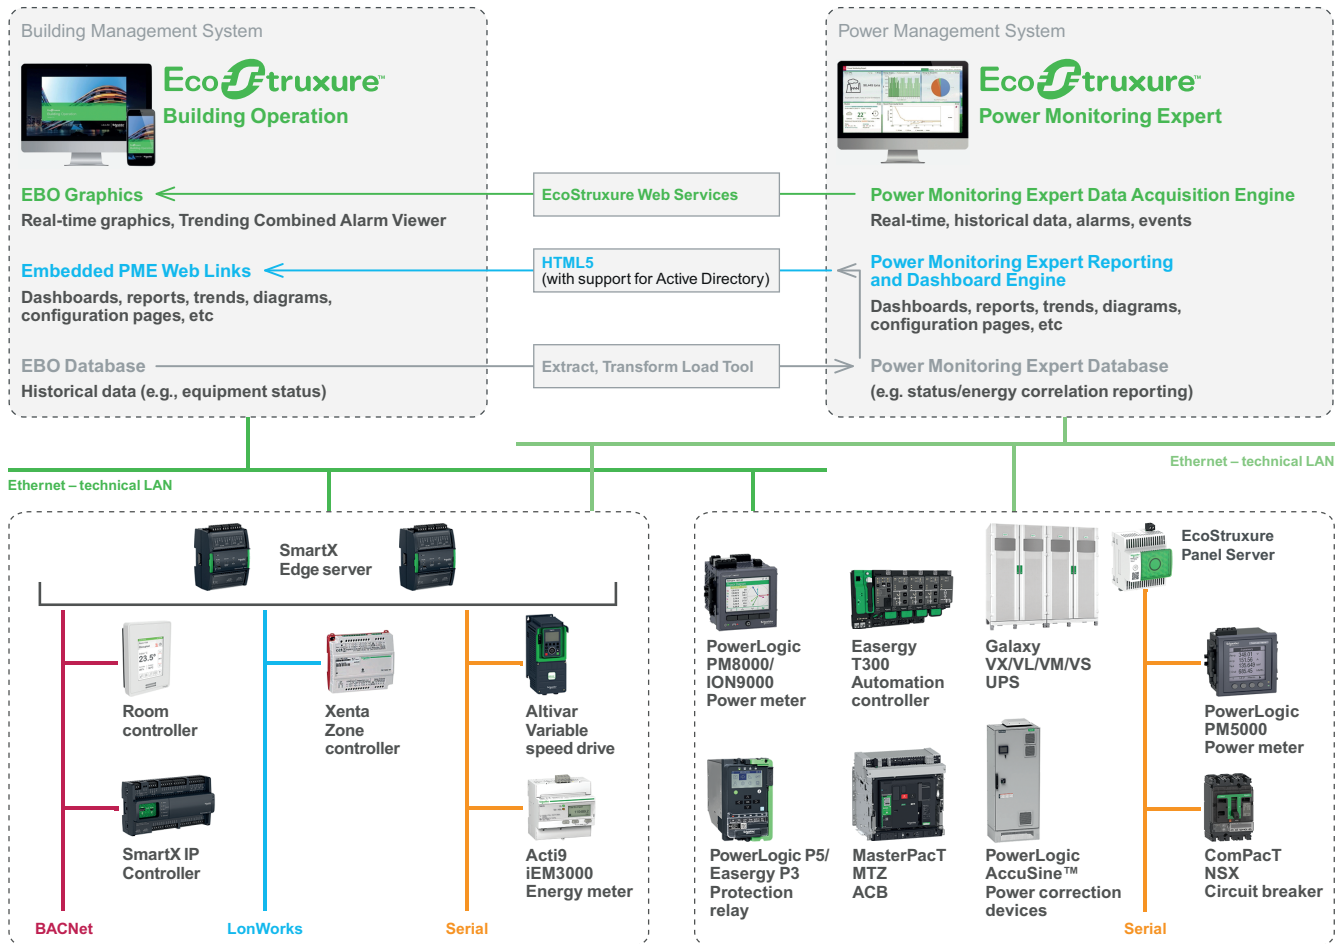 Building Management System
EcoStruxure™
Building Operation
EBO Graphics
Real-time graphics, Trending Combined Alarm Viewer
Embedded PME Web Links
Dashboards, reports, trends, diagrams,
configuration pages, etc
EBO Database
Historical data (e.g., equipment status)
EcoStruxure Web Services
HTML5
(with support for Active Directory)
Extract, Transform Load Tool
Power Management System
EcoStruxure™
Power Monitoring Expert
Power Monitoring Expert Data Acquisition Engine
Real-time, historical data, alarms, events
Power Monitoring Expert Reporting
and Dashboard Engine
Dashboards, reports, trends, diagrams,
configuration pages, etc
Power Monitoring Expert Database
(e.g. status/energy correlation reporting)
Ethernet – technical LAN
Ethernet – technical LAN
SmartX
Edge server
23.5°
Room
controller
Xenta
Zone
controller
Altivar
Variable
speed drive
SmartX IP
Controller
Acti9
iEM3000
Energy meter
BACNet
LonWorks
Serial
EcoStruxure
Panel Server
PowerLogic
PM8000/
ION9000
Power meter
Easergy
T300
Automation
controller
Galaxy
VX/VL/VM/VS
UPS
PowerLogic
PM5000
Power meter
PowerLogic P5/
Easergy P3
Protection
relay
MasterPacT
MTZ
ACB
PowerLogic
AccuSine™
Power correction
devices
ComPacT
NSX
Circuit breaker
Serial